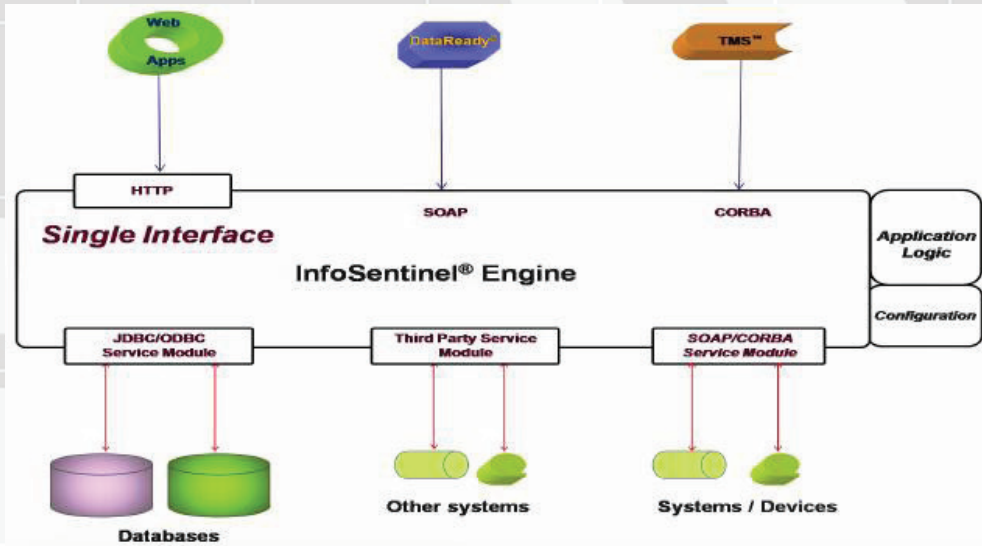 Web
Apps
DataReady®
TMS™
HTTP
SOAP
CORBA
Single Interface
InfoSentinel® Engine
Application
Logic
Configuration
JDBC/ODBC
Service Module
Third Party Service
Module
SOAP/CORBA
Service Module
Other systems
Systems / Devices
Databases